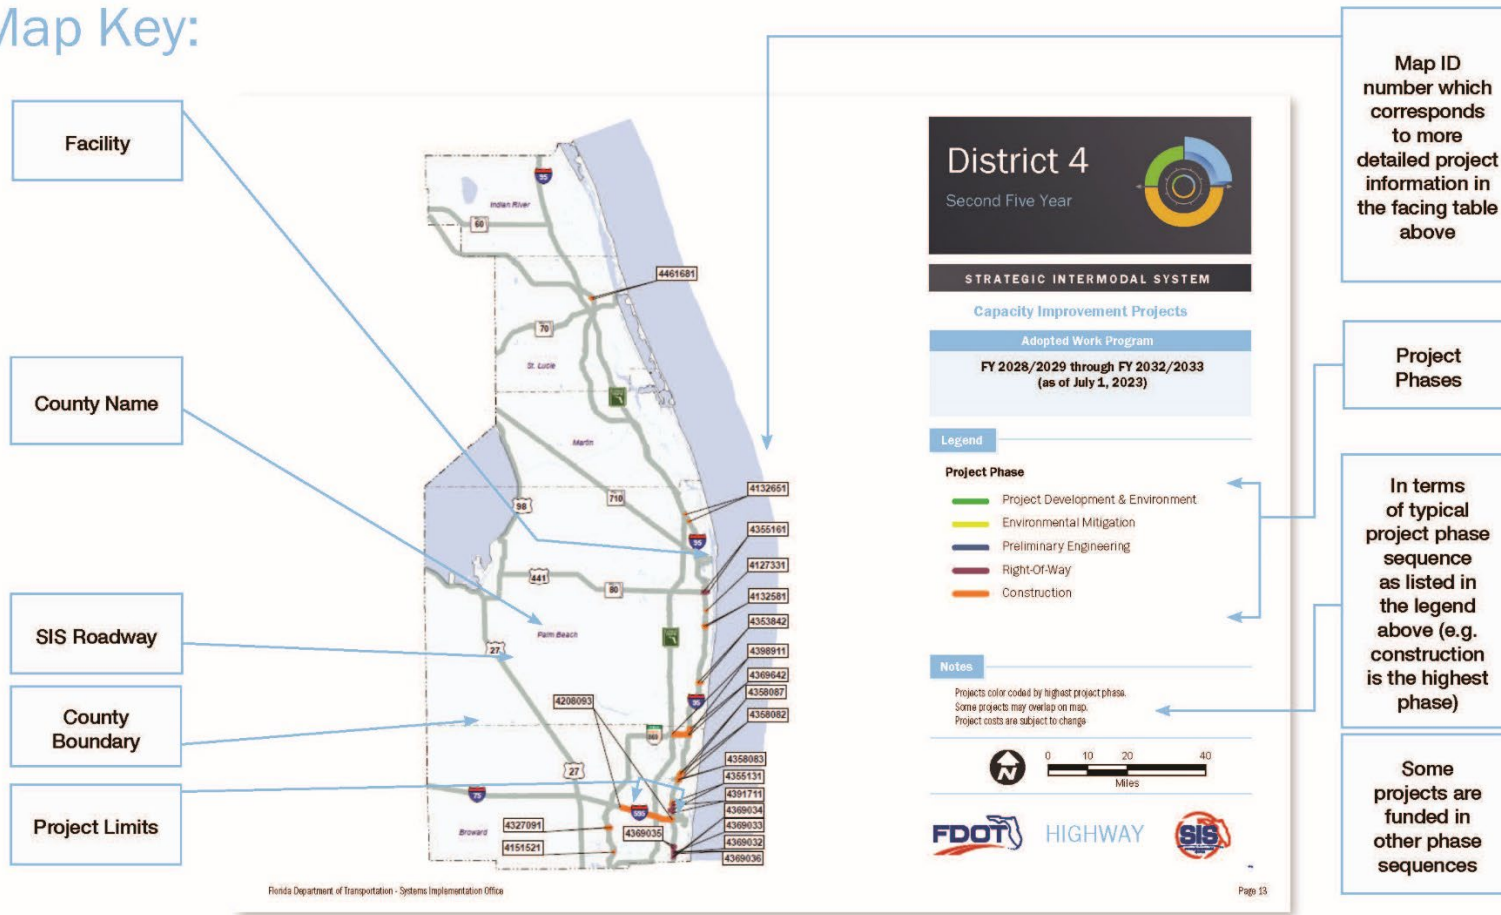 Map Key:
Facility
County Name
SIS Roadway
County
Boundary
Project Limits
95
Indian River
60
4461681
70
St. Lucie
Martin
98
710
4132651
95
4355161
441
80
4127331
4132581
Palm Beach
27
4353842
4398911
4369642
4358087
4358082
4208093
95
869
27
75
595
4358083
4355131
4391711
4369034
4369033
4369032
4369036
4327091
4369035
Broward
4151521
Florida Department of Transportation - Systems Implementation Office
District 4
Second Five Year
STRATEGIC INTERMODAL SYSTEM
Capacity Improvement Projects
Adopted Work Program
FY 2028/2029 through FY 2032/2033
(as of July 1, 2023)
Legend
Project Phase
Project Development & Environment
Environmental Mitigation
Preliminary Engineering
Right-Of-Way
Construction
Notes
Projects color coded by highest project phase.
Some projects may overlap on map.
Project costs are subject to change
N
0 10 20 40
Miles
FDOT
HIGHWAY
SIS
Page 13
Map ID
number which
corresponds
to more
detailed project
information in
the facing table
above
Project
Phases
In terms
of typical
project phase
sequence
as listed in
the legend
above (e.g.
construction
is the highest
phase)
Some
projects are
funded in
other phase
sequences